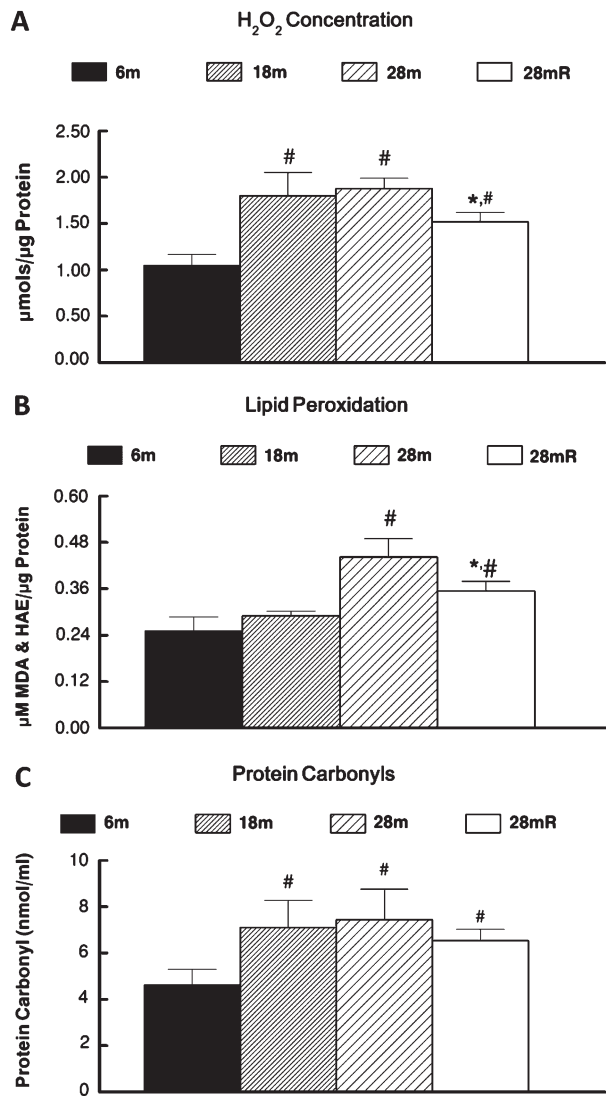 A
H₂O₂ Concentration
6m 18m 28m 28mR
µmols/µg Protein
2.50
2.00
1.50
1.00
0.50
0.00
# # *,#
B
Lipid Peroxidation
6m 18m 28m 28mR
µM MDA & HAE/µg Protein
0.60
0.48
0.36
0.24
0.12
0.00
# *,#
C
Protein Carbonyls
6m 18m 28m 28mR
Protein Carbonyl (nmol/ml)
10
8
6
4
2
0
# # #